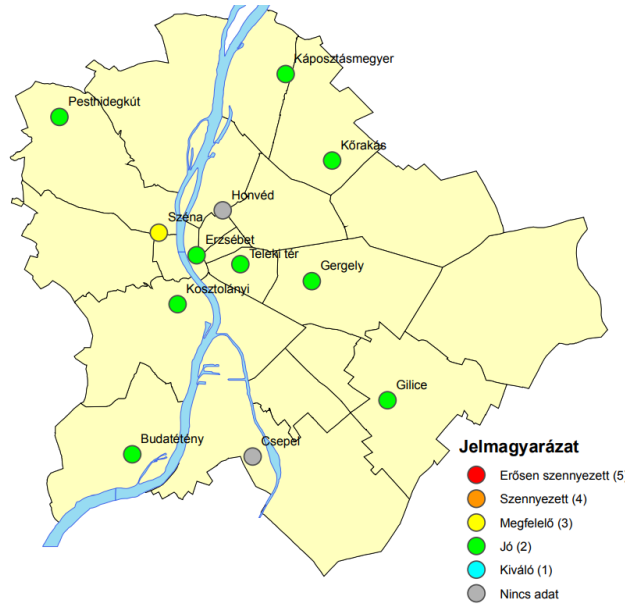 Káposztásmegyer
Pesthidegkút
Kőrakás
Honvéd
Széna
Erzsébet
Teleki tér
Gergely
Kosztolányi
Gilice
Budatétény
Csepel
Jelmagyarázat
Erősen szennyezett (5)
Szennyezett (4)
Megfelelő (3)
Jó (2)
Kiváló (1)
Nincs adat